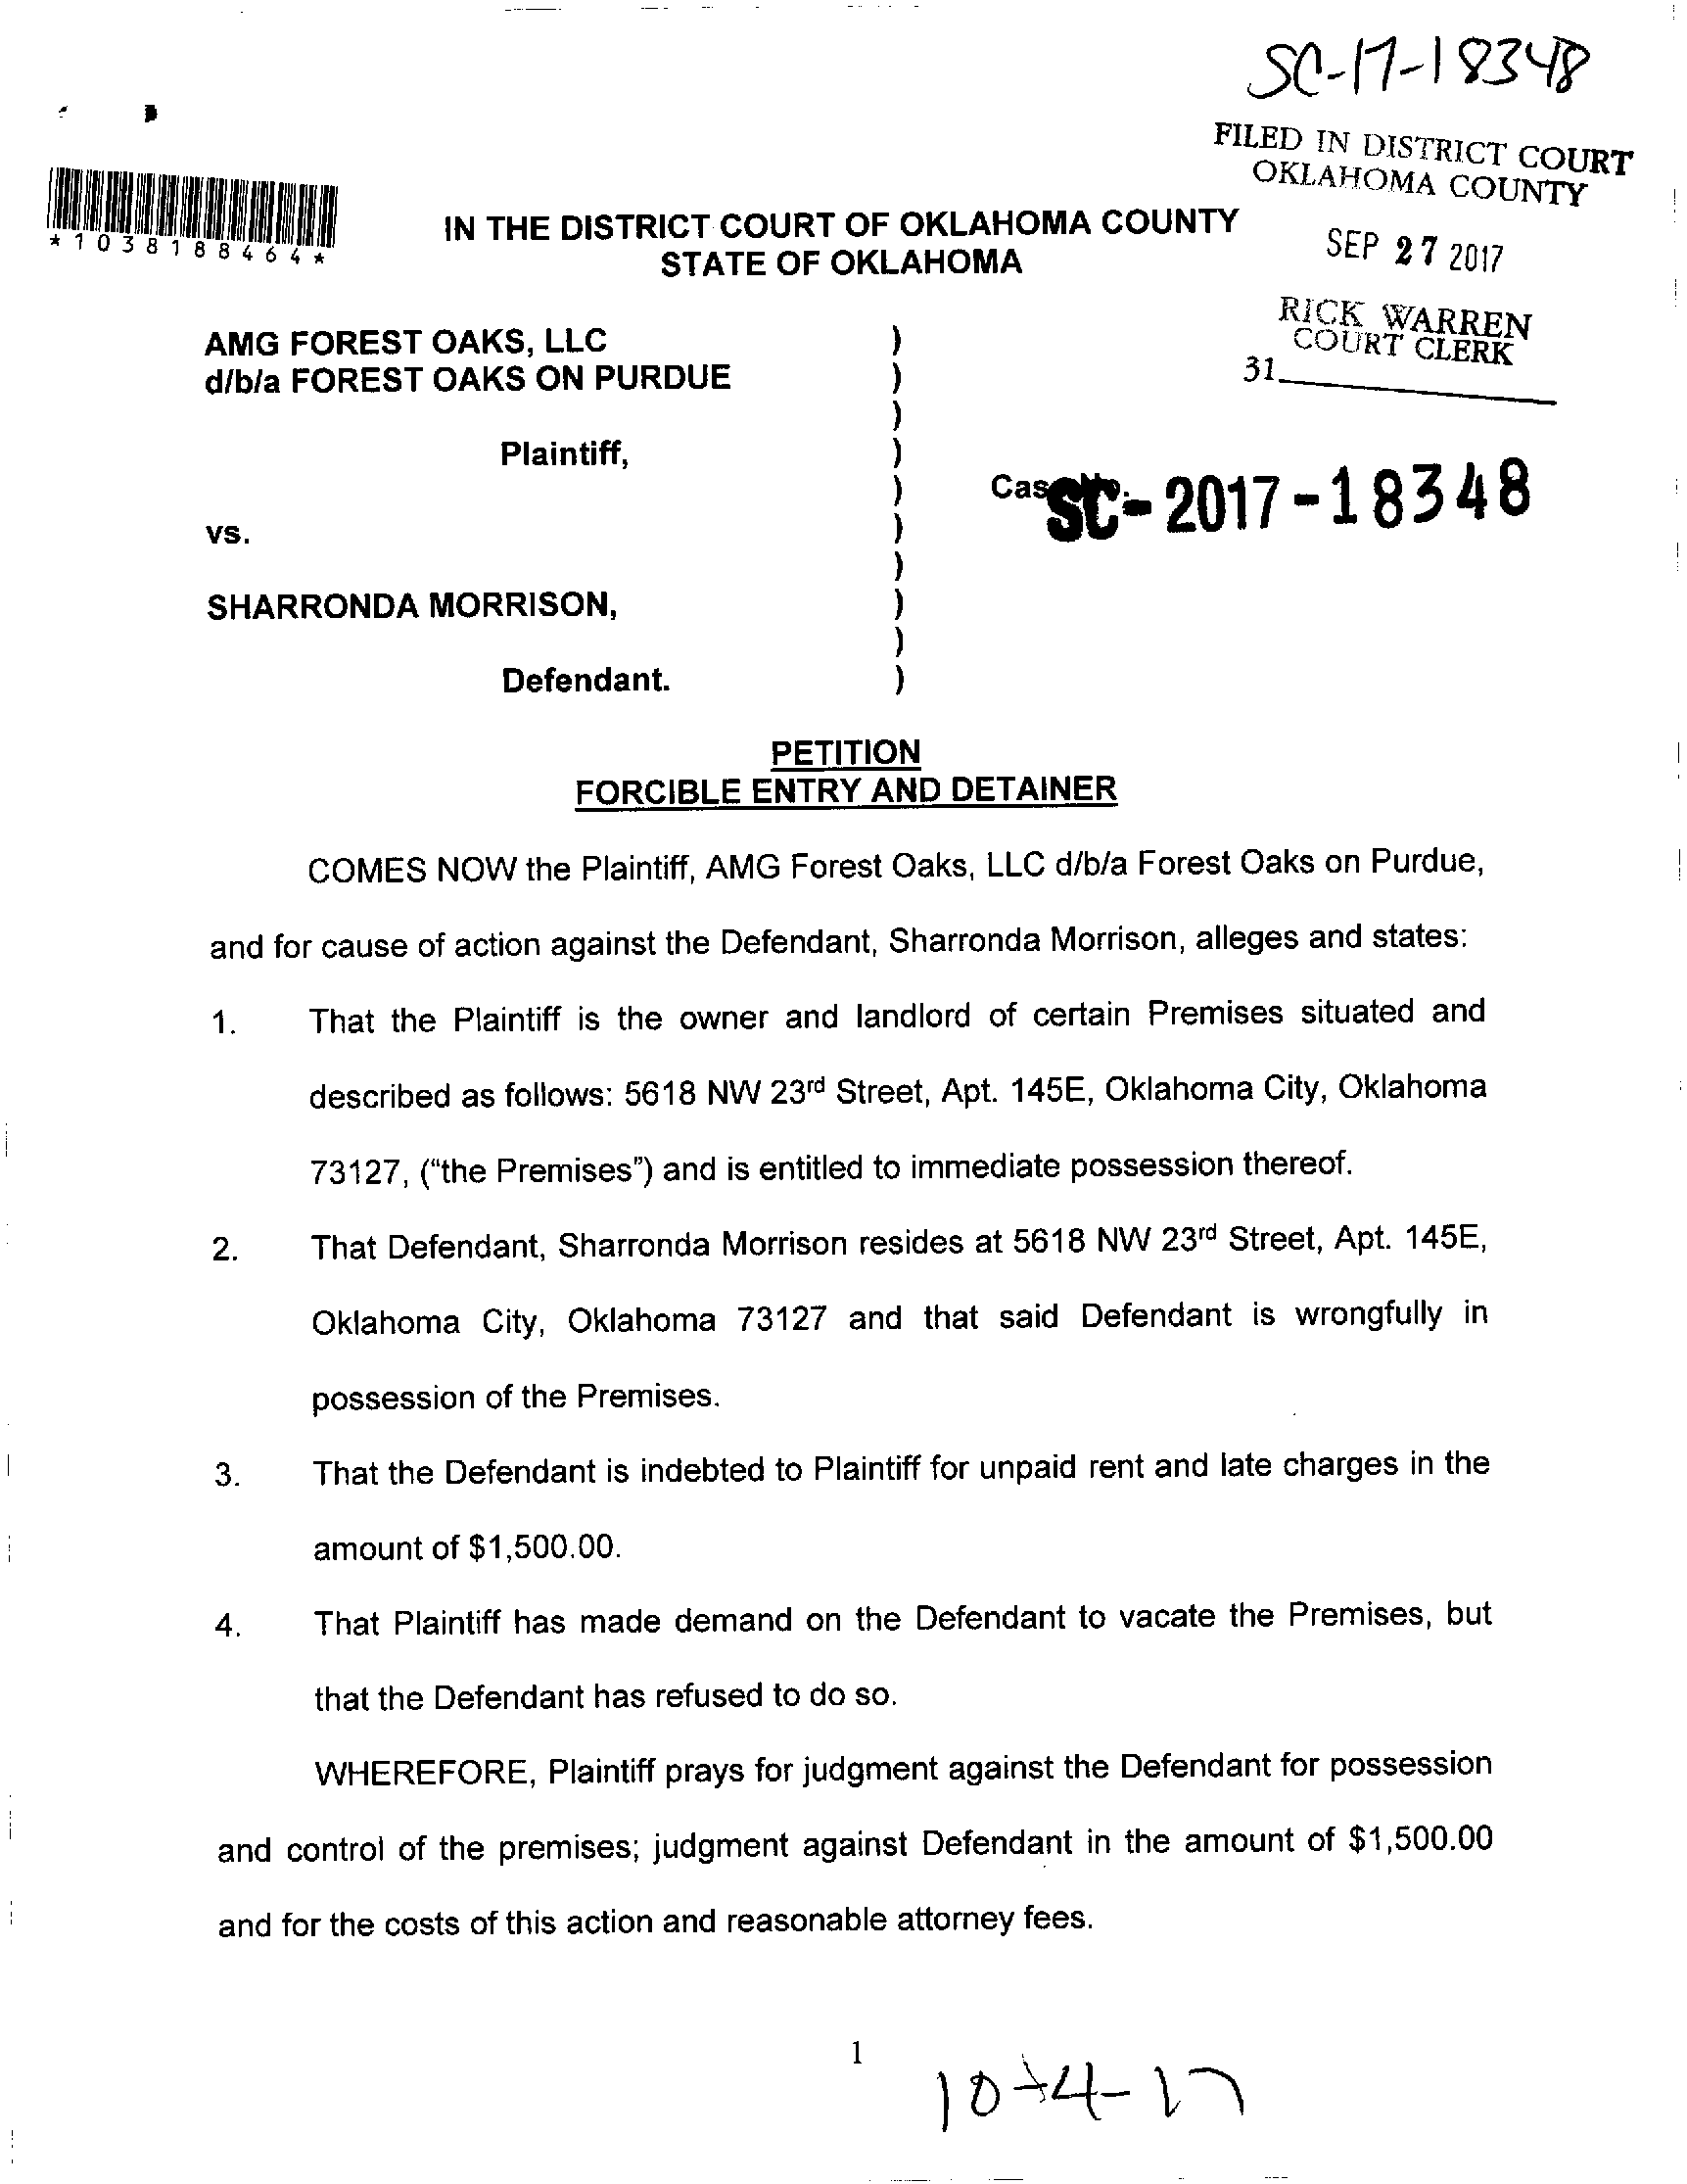 SC-17-18348
FILED IN DISTRICT COURT
OKLAHOMA COUNTY
*1038188464*
IN THE DISTRICT COURT OF OKLAHOMA COUNTY
STATE OF OKLAHOMA
SEP 27 2017
RICK WARREN
COURT CLERK
31
AMG FOREST OAKS, LLC )
d/b/a FOREST OAKS ON PURDUE )
)
Plaintiff, )
) SC-2017-18348
vs. )
)
SHARRONDA MORRISON, )
)
Defendant. )
PETITION
FORCIBLE ENTRY AND DETAINER
COMES NOW the Plaintiff, AMG Forest Oaks, LLC d/b/a Forest Oaks on Purdue,
and for cause of action against the Defendant, Sharronda Morrison, alleges and states:
1. That the Plaintiff is the owner and landlord of certain Premises situated and
described as follows: 5618 NW 23rd Street, Apt. 145E, Oklahoma City, Oklahoma
73127, ("the Premises") and is entitled to immediate possession thereof.
2. That Defendant, Sharronda Morrison resides at 5618 NW 23rd Street, Apt. 145E,
Oklahoma City, Oklahoma 73127 and that said Defendant is wrongfully in
possession of the Premises.
3. That the Defendant is indebted to Plaintiff for unpaid rent and late charges in the
amount of $1,500.00.
4. That Plaintiff has made demand on the Defendant to vacate the Premises, but
that the Defendant has refused to do so.
WHEREFORE, Plaintiff prays for judgment against the Defendant for possession
and control of the premises; judgment against Defendant in the amount of $1,500.00
and for the costs of this action and reasonable attorney fees.
1
10-4-17